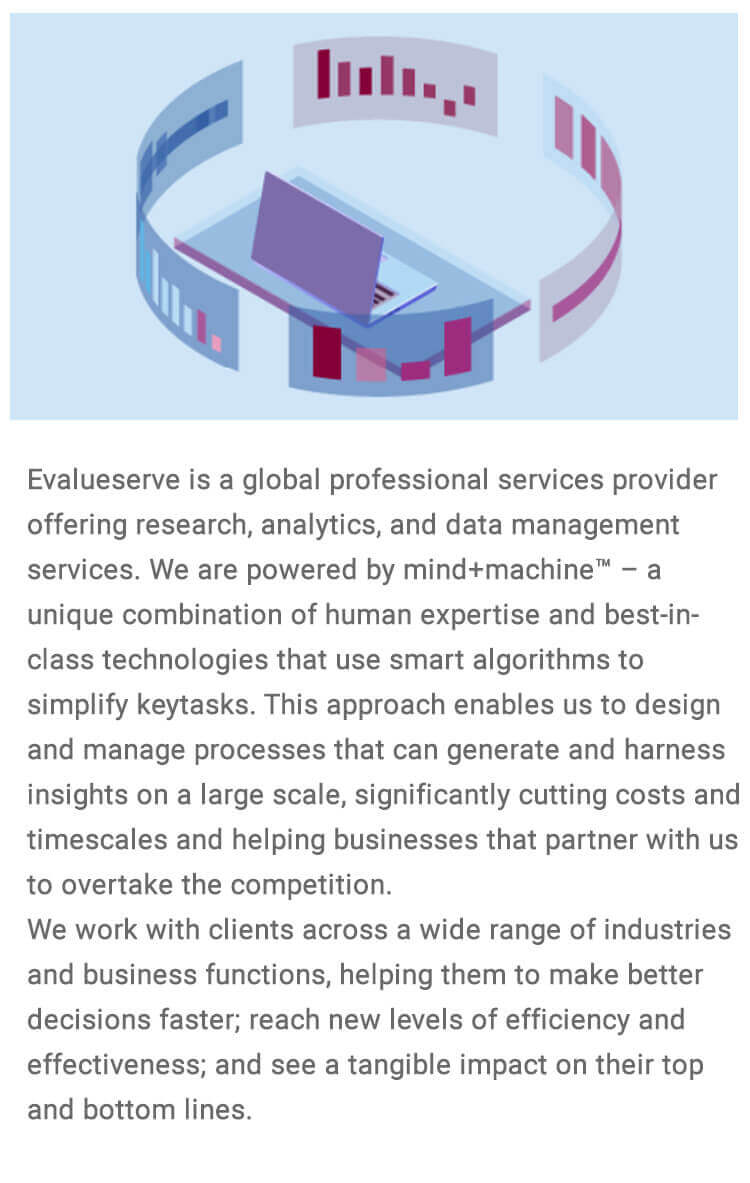 Evalueserve is a global professional services provider
offering research, analytics, and data management
services. We are powered by mind+machine™ – a
unique combination of human expertise and best-in-
class technologies that use smart algorithms to
simplify keytasks. This approach enables us to design
and manage processes that can generate and harness
insights on a large scale, significantly cutting costs and
timescales and helping businesses that partner with us
to overtake the competition.
We work with clients across a wide range of industries
and business functions, helping them to make better
decisions faster; reach new levels of efficiency and
effectiveness; and see a tangible impact on their top
and bottom lines.